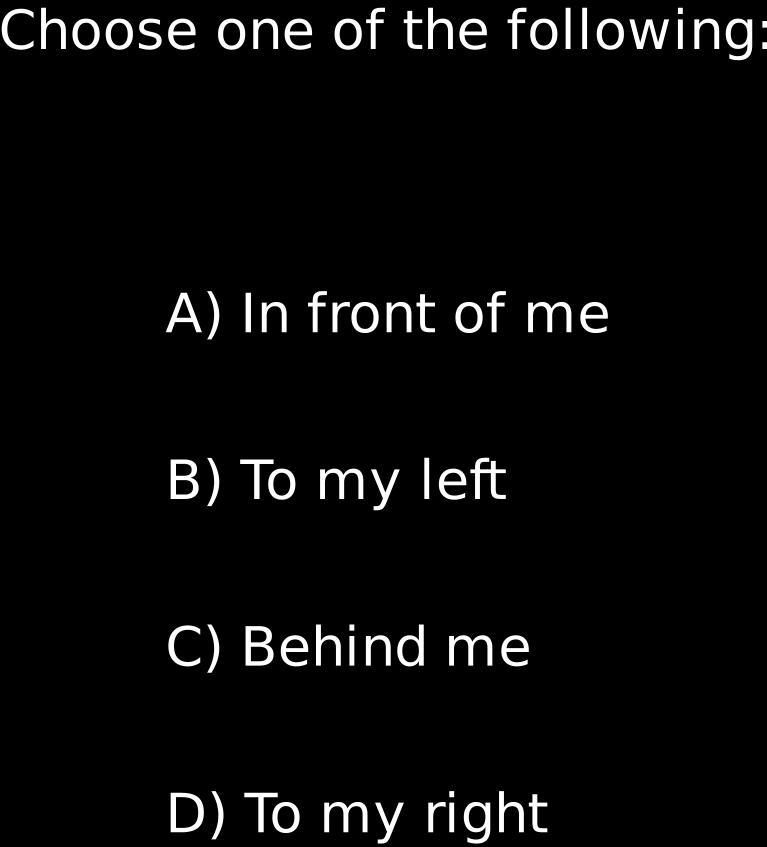 Choose one of the following:
A) In front of me
B) To my left
C) Behind me
D) To my right